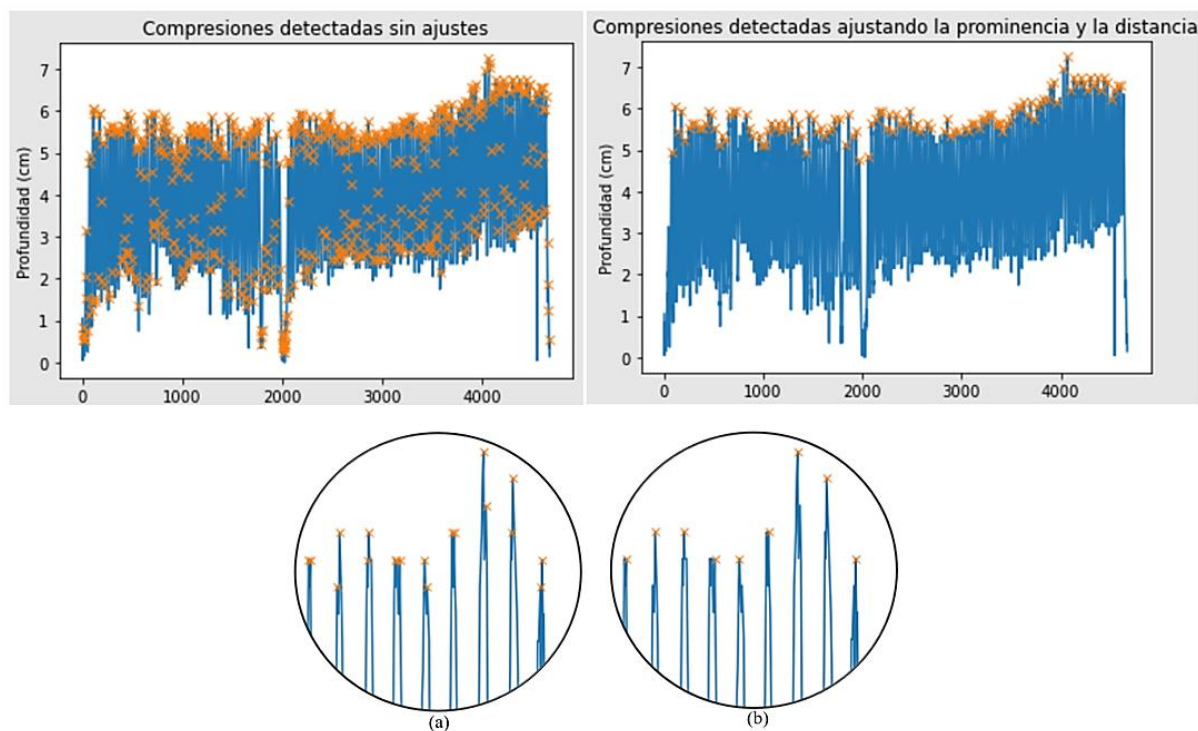 Compresiones detectadas sin ajustes
7
6
5
4
3
2
1
0
Profundidad (cm)
0 1000 2000 3000 4000
Compresiones detectadas ajustando la prominencia y la distancia
7
6
5
4
3
2
1
0
Profundidad (cm)
0 1000 2000 3000 4000
(a) (b)